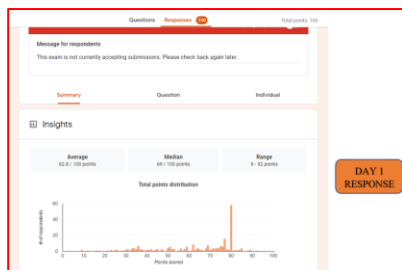 Questions Responses 150 Total points: 100
Message for respondents
This exam is not currently accepting submissions. Please check back again later.
Summary Question Individual
Insights
Average Median Range
62.8 / 100 points 69 / 100 points 9 - 92 points
Total points distribution
# of respondents
60
40
20
0
0 10 20 30 40 50 60 70 80 90 100
Points scored
DAY 1
RESPONSE